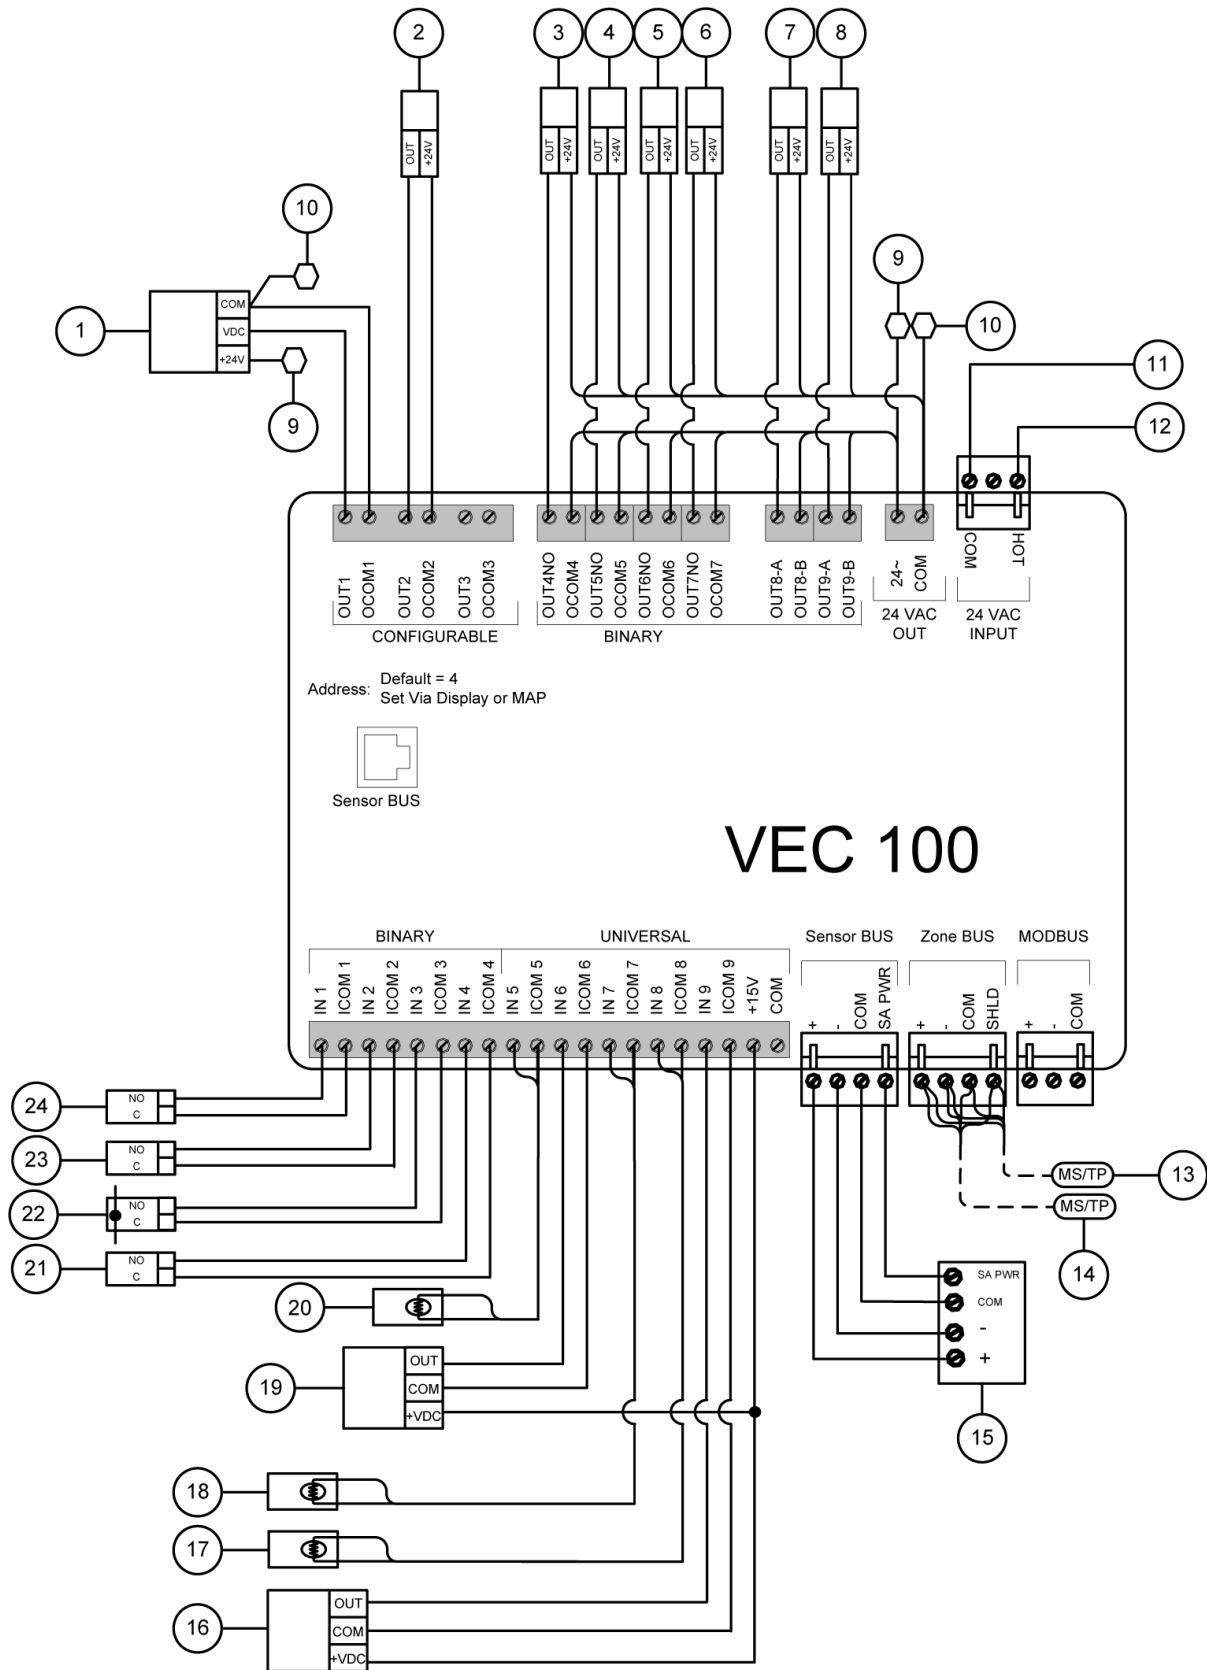 2
3
4
5
6
7
8
OUT
+24V
OUT
+24V
OUT
+24V
OUT
+24V
OUT
+24V
OUT
+24V
OUT
+24V
10
9
1
COM
VDC
+24V
10
9
11
12
OUT1
OCOM1
OUT2
OCOM2
OUT3
OCOM3
CONFIGURABLE
OUT4NO
OCOM4
OUT5NO
OCOM5
OUT6NO
OCOM6
OUT7NO
OCOM7
OUT8-A
OUT8-B
OUT9-A
OUT9-B
BINARY
24~
COM
24 VAC
OUT
COM
HOT
24 VAC
INPUT
Address:
Default = 4
Set Via Display or MAP
Sensor BUS
VEC 100
BINARY
UNIVERSAL
Sensor BUS
Zone BUS
MODBUS
IN 1
ICOM 1
IN 2
ICOM 2
IN 3
ICOM 3
IN 4
ICOM 4
IN 5
ICOM 5
IN 6
ICOM 6
IN 7
ICOM 7
IN 8
ICOM 8
IN 9
ICOM 9
+15V
COM
+
-
COM
SA PWR
+
-
COM
SHLD
+
-
COM
24
NO
C
23
NO
C
22
NO
C
21
NO
C
MS/TP
13
MS/TP
14
SA PWR
COM
-
+
15
20
19
OUT
COM
+VDC
18
17
16
OUT
COM
+VDC